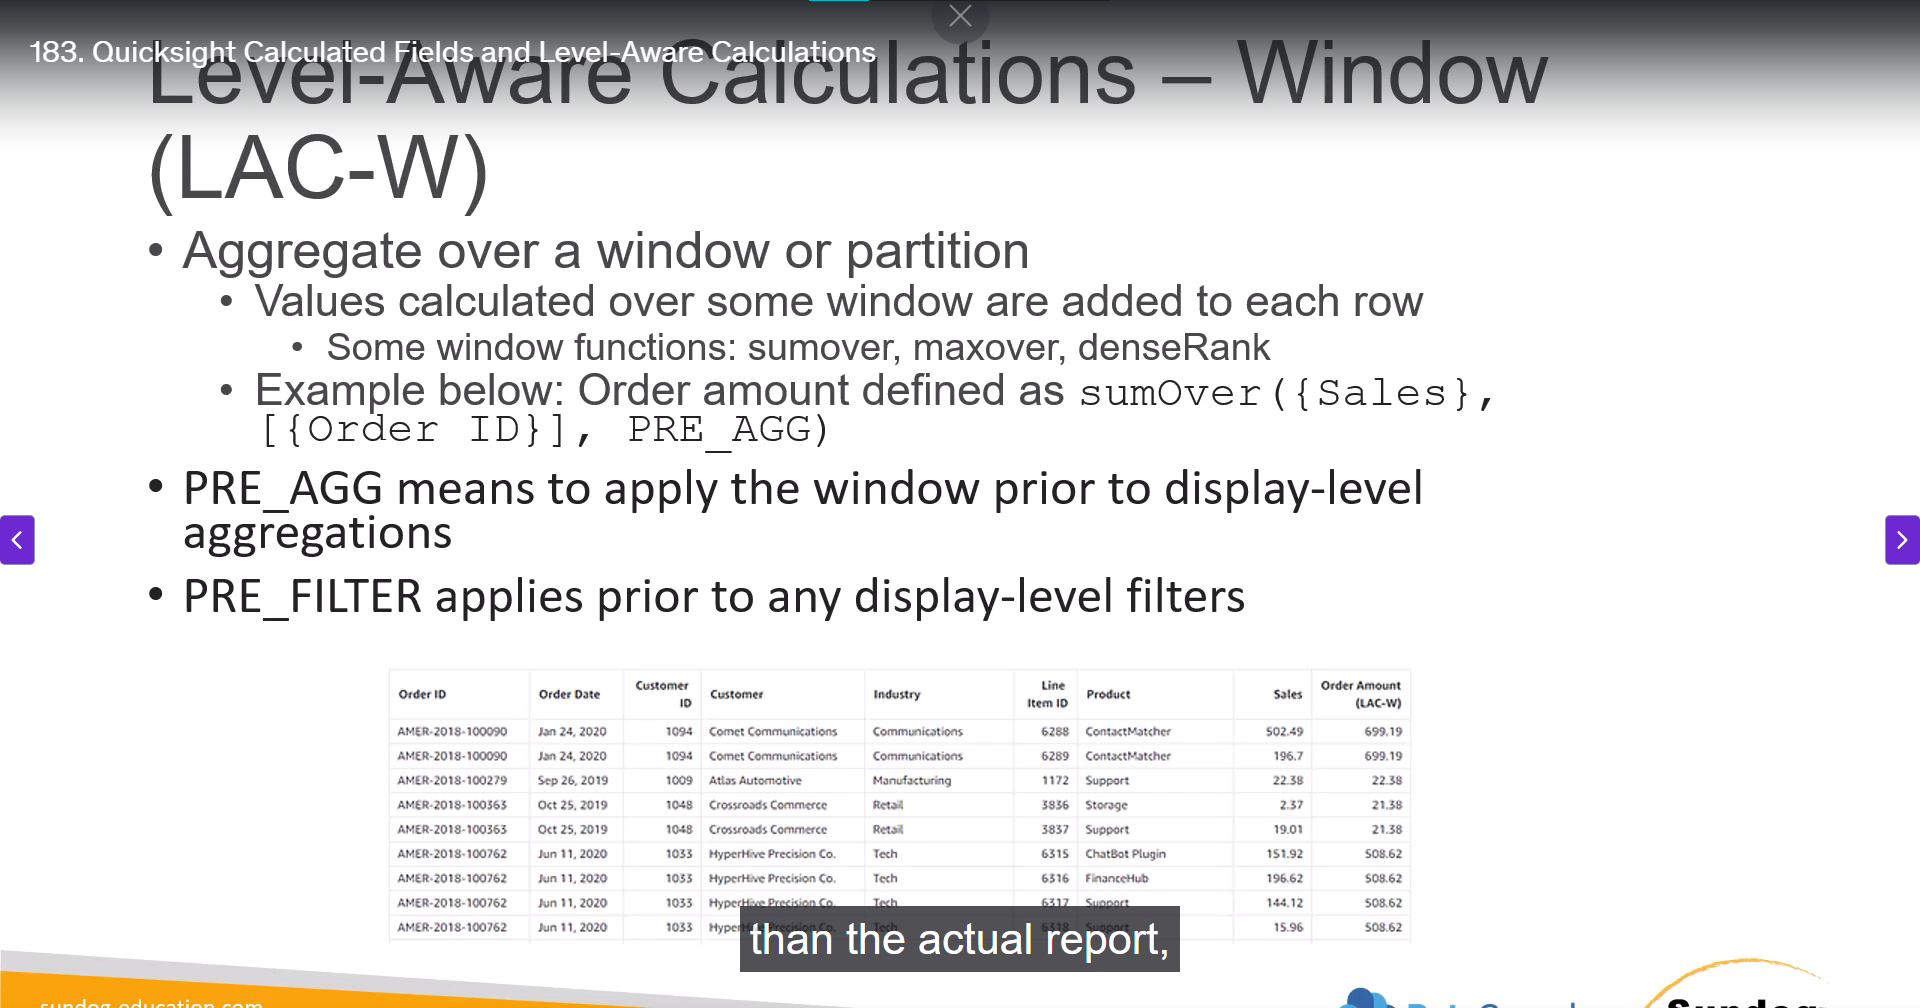 183. Quicksight Calculated Fields and Level-Aware Calculations
Level-Aware Calculations – Window
(LAC-W)
• Aggregate over a window or partition
• Values calculated over some window are added to each row
• Some window functions: sumover, maxover, denseRank
• Example below: Order amount defined as sumOver({Sales},
[{Order ID}], PRE_AGG)
• PRE_AGG means to apply the window prior to display-level
aggregations
• PRE_FILTER applies prior to any display-level filters
Order ID Order Date Customer ID Customer Industry Line Item ID Product Sales Order Amount (LAC-W)
AMER-2018-100090 Jan 24, 2020 1094 Comet Communications Communications 6288 ContactMatcher 502.49 699.19
AMER-2018-100090 Jan 24, 2020 1094 Comet Communications Communications 6289 ContactMatcher 196.7 699.19
AMER-2018-100279 Sep 26, 2019 1009 Atlas Automotive Manufacturing 1172 Support 22.38 22.38
AMER-2018-100363 Oct 25, 2019 1048 Crossroads Commerce Retail 3836 Storage 2.37 21.38
AMER-2018-100363 Oct 25, 2019 1048 Crossroads Commerce Retail 3837 Support 19.01 21.38
AMER-2018-100762 Jun 11, 2020 1033 HyperHive Precision Co. Tech 6315 ChatBot Plugin 151.92 508.62
AMER-2018-100762 Jun 11, 2020 1033 HyperHive Precision Co. Tech 6316 FinanceHub 196.62 508.62
AMER-2018-100762 Jun 11, 2020 1033 HyperHive Precision Co. Tech 6317 Support 144.12 508.62
AMER-2018-100762 Jun 11, 2020 1033 HyperHive Precision Co. Tech 6318 Support 15.96 508.62
than the actual report,
sundog-education.com
Sundog